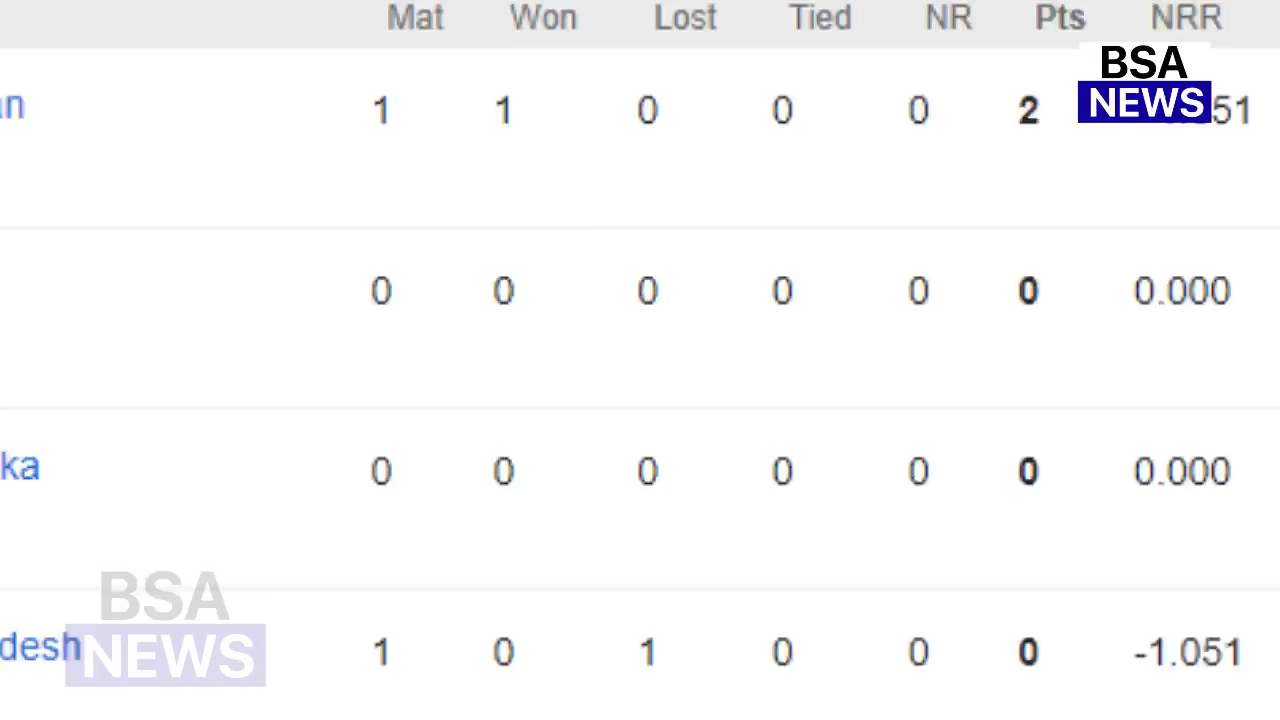 Mat Won Lost Tied NR Pts NRR
BSA
NEWS
an 1 1 0 0 0 2 51
0 0 0 0 0 0 0.000
ka 0 0 0 0 0 0 0.000
BSA
NEWS
desh 1 0 1 0 0 0 -1.051